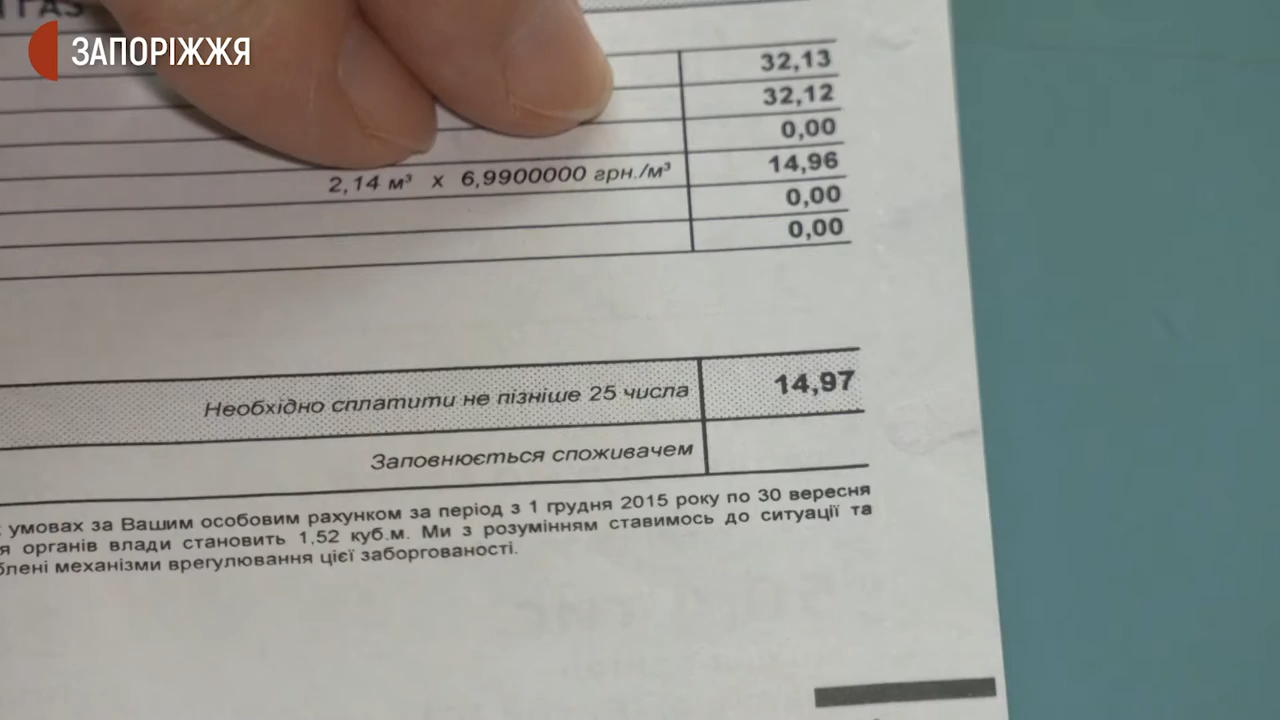 ЗАПОРІЖЖЯ
32,13
32,12
0,00
2,14 м³ x 6,9900000 грн./м³ 14,96
0,00
0,00
Необхідно сплатити не пізніше 25 числа 14,97
Заповнюється споживачем
умовах за Вашим особовим рахунком за період з 1 грудня 2015 року по 30 вересня
органів влади становить 1,52 куб.м. Ми з розумінням ставимось до ситуації та
механізми врегулювання цієї заборгованості.